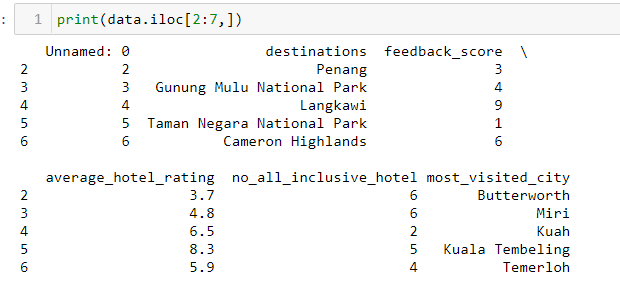 : 1 print(data.iloc[2:7,])
Unnamed: 0 destinations feedback_score \
2 2 Penang 3
3 3 Gunung Mulu National Park 4
4 4 Langkawi 9
5 5 Taman Negara National Park 1
6 6 Cameron Highlands 6
average_hotel_rating no_all_inclusive_hotel most_visited_city
2 3.7 6 Butterworth
3 4.8 6 Miri
4 6.5 2 Kuah
5 8.3 5 Kuala Tembeling
6 5.9 4 Temerloh